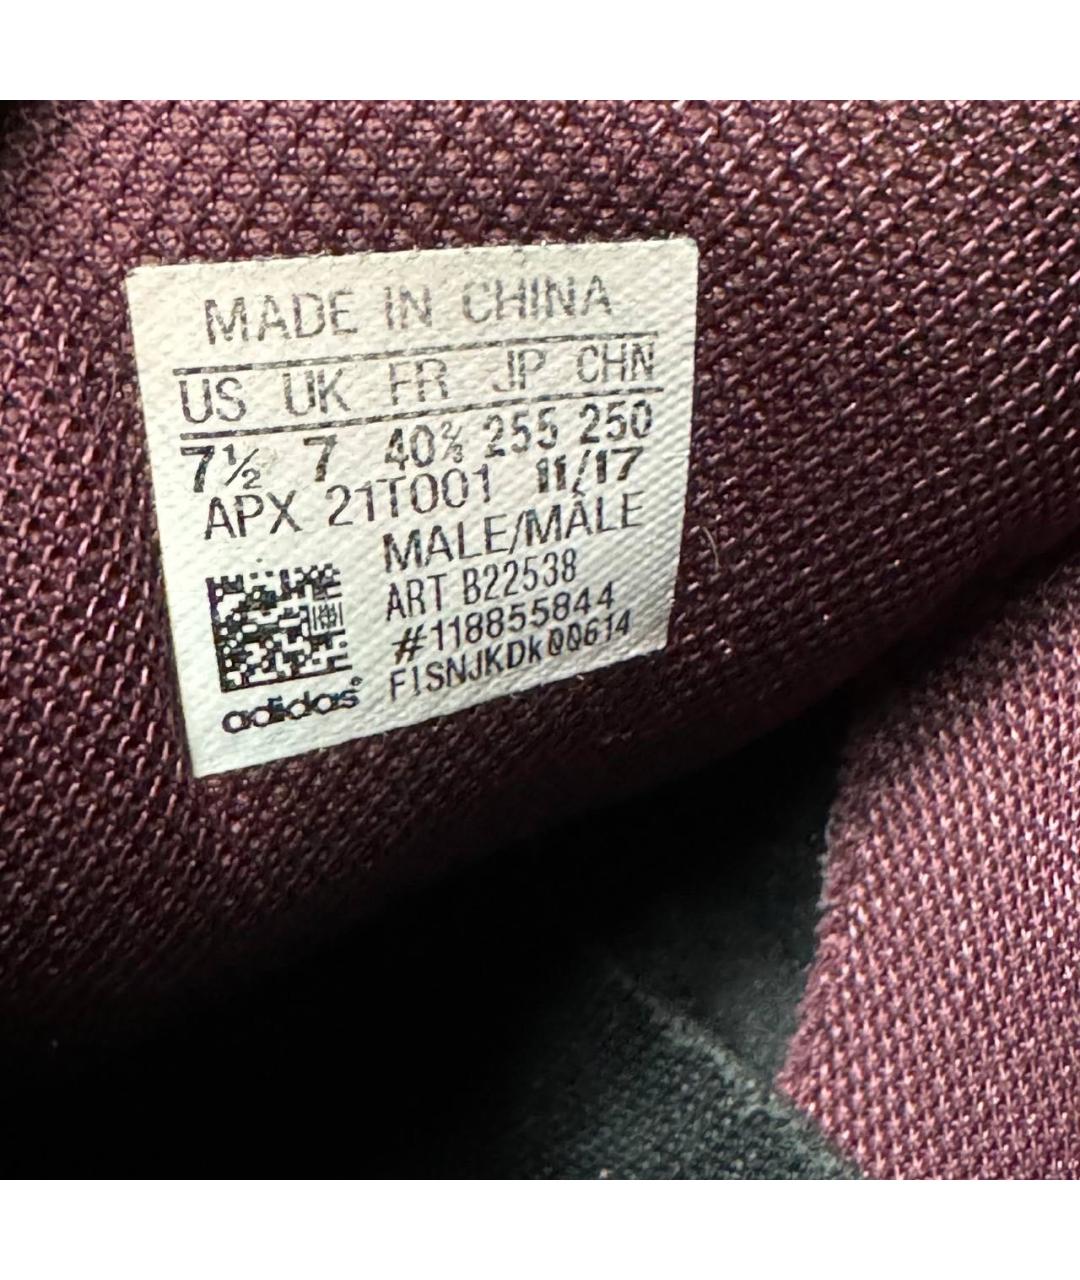 MADE IN CHINA
US UK FR JP CHN
7½ 7 40⅔ 255 250
APX 21T001 11/17
MALE/MÂLE
ART B22538
#118855844
F1SNJKDk00614
adidas®